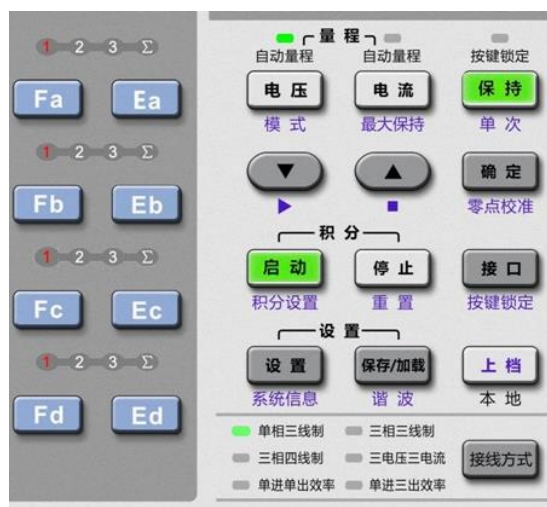 1 2 3 Σ
Fa Ea
1 2 3 Σ
Fb Eb
1 2 3 Σ
Fc Ec
1 2 3 Σ
Fd Ed
量 程
自动量程 自动量程 按键锁定
电 压 电 流 保 持
模 式 最大保持 单 次
▼ ▲ 确 定
▶ ■ 零点校准
积 分
启 动 停 止 接 口
积分设置 重 置 按键锁定
设 置
设 置 保存/加载 上 档
系统信息 谐 波 本 地
单相三线制 三相三线制
三相四线制 三电压三电流 接线方式
单进单出效率 单进三出效率